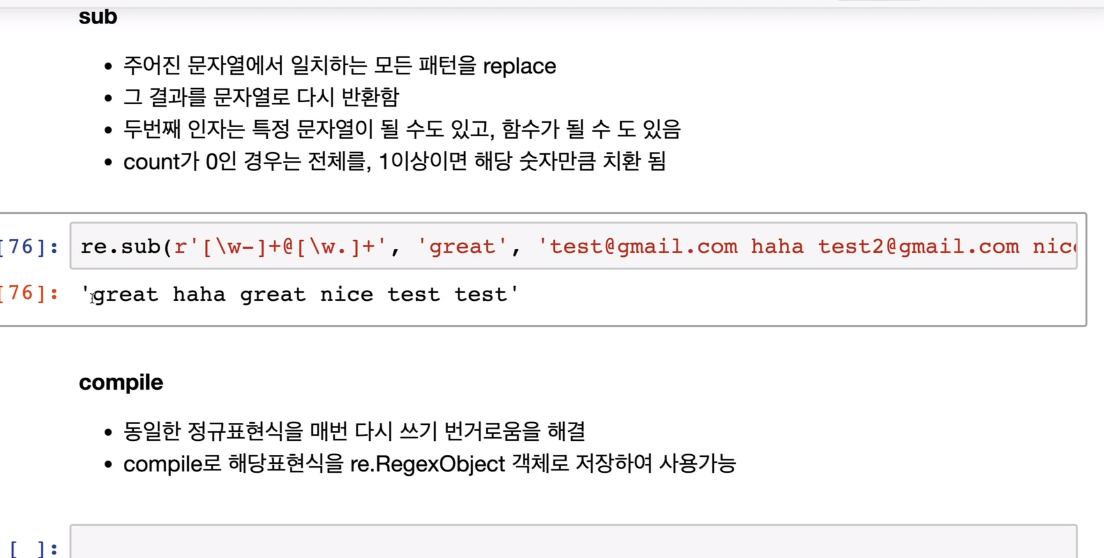 sub
• 주어진 문자열에서 일치하는 모든 패턴을 replace
• 그 결과를 문자열로 다시 반환함
• 두번째 인자는 특정 문자열이 될 수도 있고, 함수가 될 수 도 있음
• count가 0인 경우는 전체를, 1이상이면 해당 숫자만큼 치환 됨
[76]: re.sub(r'[\w-]+@[\w.]+', 'great', 'test@gmail.com haha test2@gmail.com
[76]: 'great haha great nice test test'
compile
• 동일한 정규표현식을 매번 다시 쓰기 번거로움을 해결
• compile로 해당표현식을 re.RegexObject 객체로 저장하여 사용가능
[ ]: